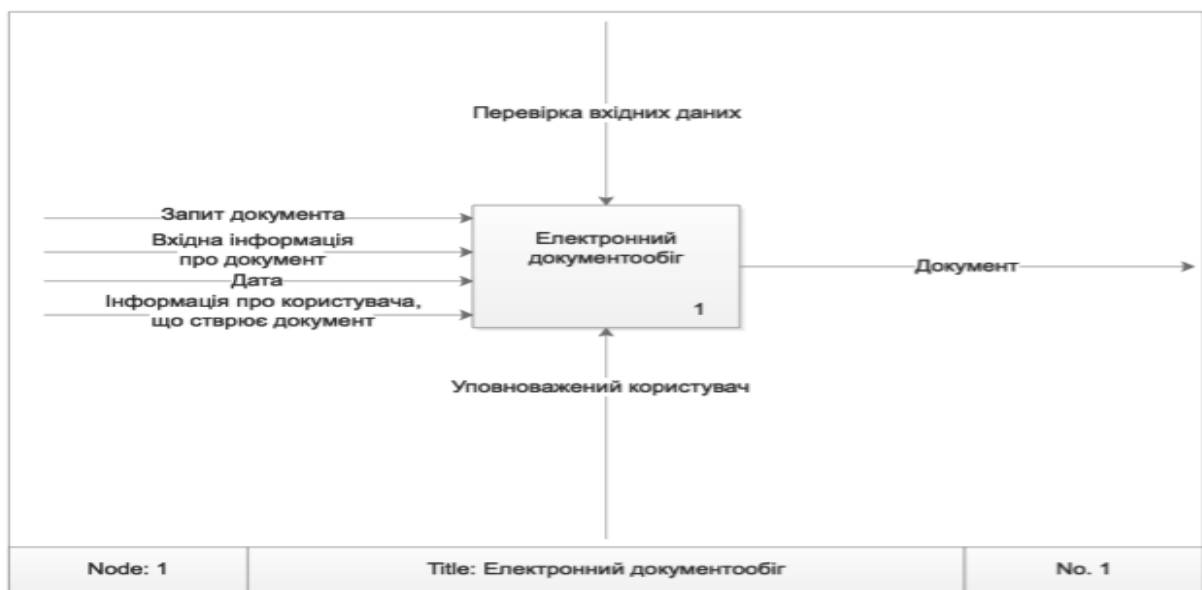 Перевірка вхідних даних
Запит документа
Вхідна інформація
про документ
Дата
Інформація про користувача,
що стврює документ
Електронний
документообіг
1
Документ
Уповноважений користувач
Node: 1
Title: Електронний документообіг
No. 1